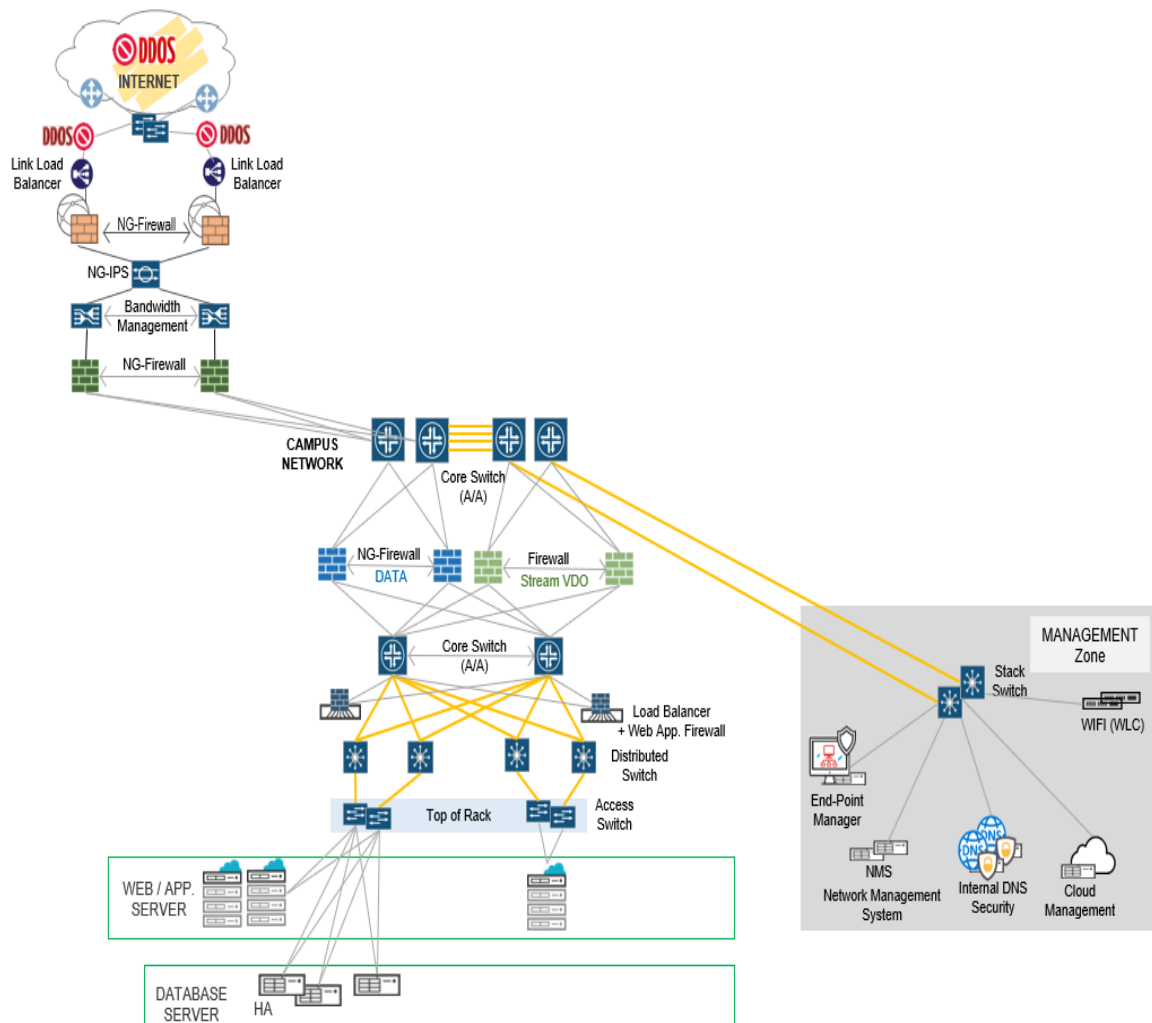 DDOS
INTERNET
DDOS
DDOS
Link Load
Balancer
Link Load
Balancer
NG-Firewall
NG-IPS
Bandwidth
Management
NG-Firewall
CAMPUS
NETWORK
Core Switch
(A/A)
NG-Firewall
DATA
Firewall
Stream VDO
Core Switch
(A/A)
Load Balancer
+ Web App. Firewall
Distributed
Switch
Top of Rack
Access
Switch
WEB / APP.
SERVER
DATABASE
SERVER
HA
MANAGEMENT
Zone
Stack
Switch
WIFI (WLC)
End-Point
Manager
NMS
Network Management
System
DNS
DNS
Internal DNS
Security
Cloud
Management